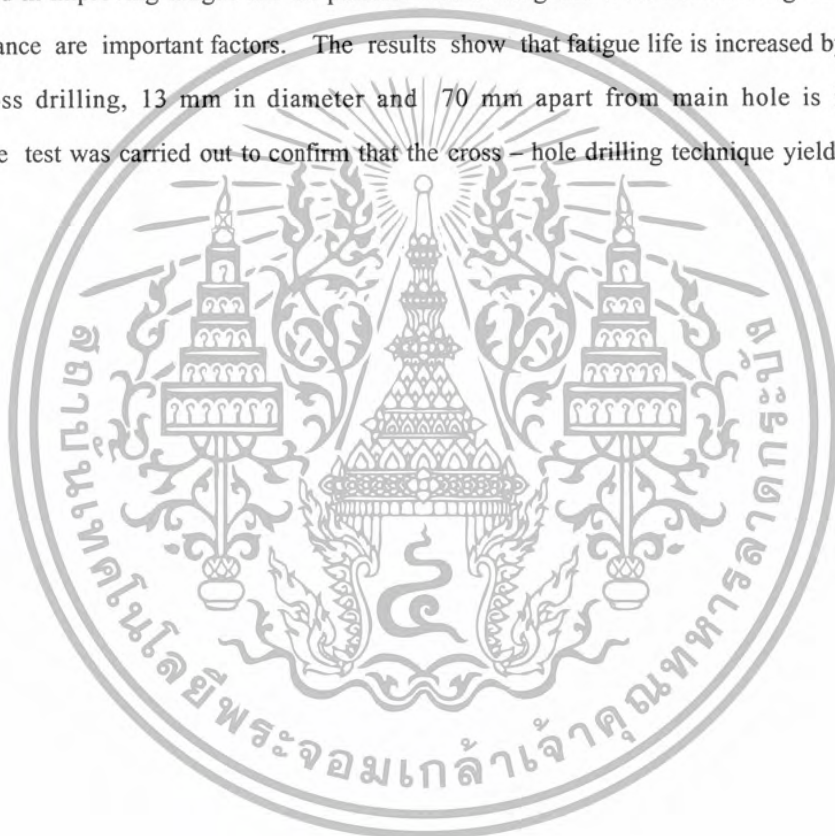 ance are important factors. The results show that fatigue life is increased b
ss drilling, 13 mm in diameter and 70 mm apart from main hole is
e test was carried out to confirm that the cross – hole drilling technique yield
สถาบันเทคโนโลยีพระจอมเกล้าเจ้าคุณทหารลาดกระบัง